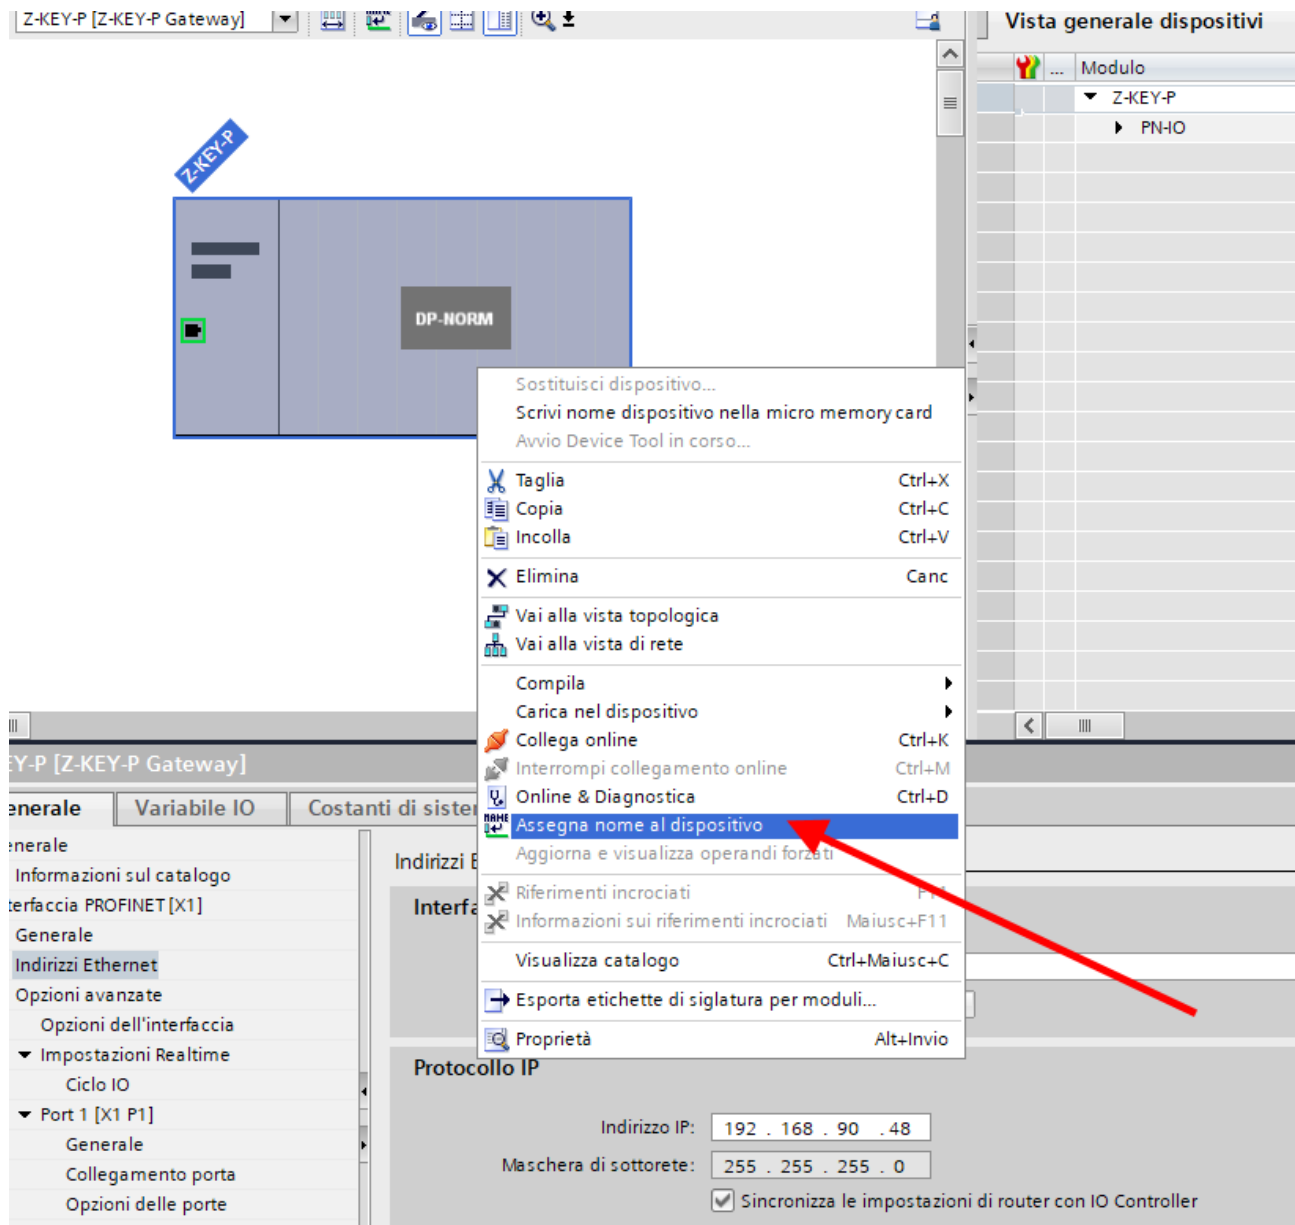 Z-KEY-P [Z-KEY-P Gateway]
Vista generale dispositivi
... Modulo
Z-KEY-P
PN-IO
Z-KEY-P
DP-NORM
Sostituisci dispositivo...
Scrivi nome dispositivo nella micro memory card
Avvio Device Tool in corso...
Taglia Ctrl+X
Copia Ctrl+C
Incolla Ctrl+V
Elimina Canc
Vai alla vista topologica
Vai alla vista di rete
Compila
Carica nel dispositivo
Collega online Ctrl+K
Interrompi collegamento online Ctrl+M
Online & Diagnostica Ctrl+D
NAME Assegna nome al dispositivo
Aggiorna e visualizza operandi forzati
Riferimenti incrociati F11
Informazioni sui riferimenti incrociati Maiusc+F11
Visualizza catalogo Ctrl+Maiusc+C
Esporta etichette di siglatura per moduli...
Proprietà Alt+Invio
EY-P [Z-KEY-P Gateway]
enerale Variabile IO Costanti di sister
enerale
Informazioni sul catalogo
terfaccia PROFINET [X1]
Generale
Indirizzi Ethernet
Opzioni avanzate
Opzioni dell'interfaccia
Impostazioni Realtime
Ciclo IO
Port 1 [X1 P1]
Generale
Collegamento porta
Opzioni delle porte
Indirizzi E
Interfa
Protocollo IP
Indirizzo IP: 192 . 168 . 90 . 48
Maschera di sottorete: 255 . 255 . 255 . 0
Sincronizza le impostazioni di router con IO Controller